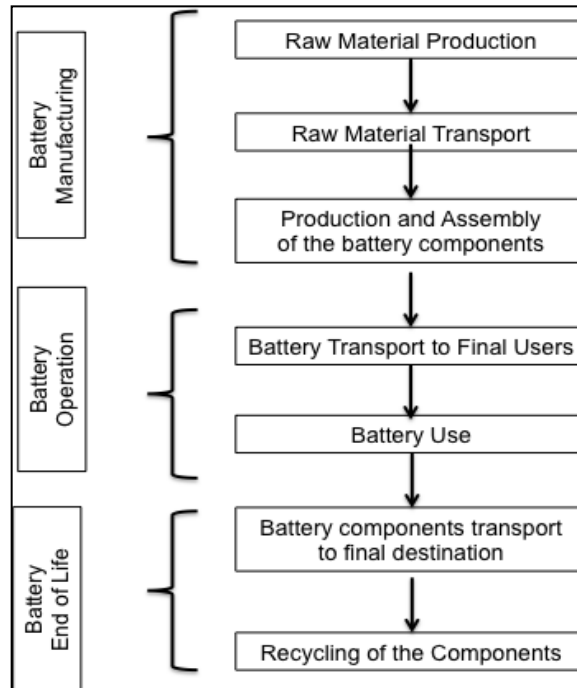 Battery
Manufacturing
Raw Material Production
Raw Material Transport
Production and Assembly
of the battery components
Battery
Operation
Battery Transport to Final Users
Battery Use
Battery
End of Life
Battery components transport
to final destination
Recycling of the Components